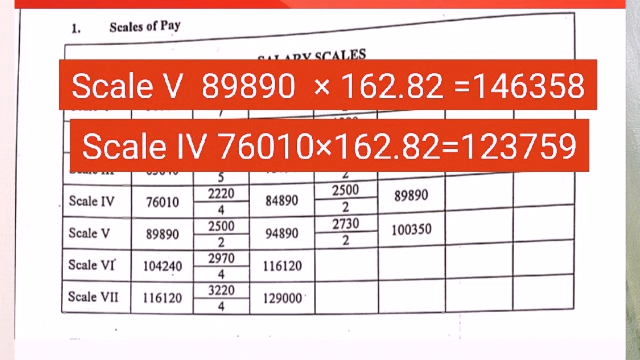 1. Scales of Pay
SALARY SCALES
Scale V 89890 × 162.82 =146358
Scale IV 76010×162.82=123759
5 2
Scale IV 76010 2220 84890 2500 89890
4 2
Scale V 89890 2500 94890 2730 100350
2 2
Scale VI 104240 2970 116120
4
Scale VII 116120 3220 129000
4